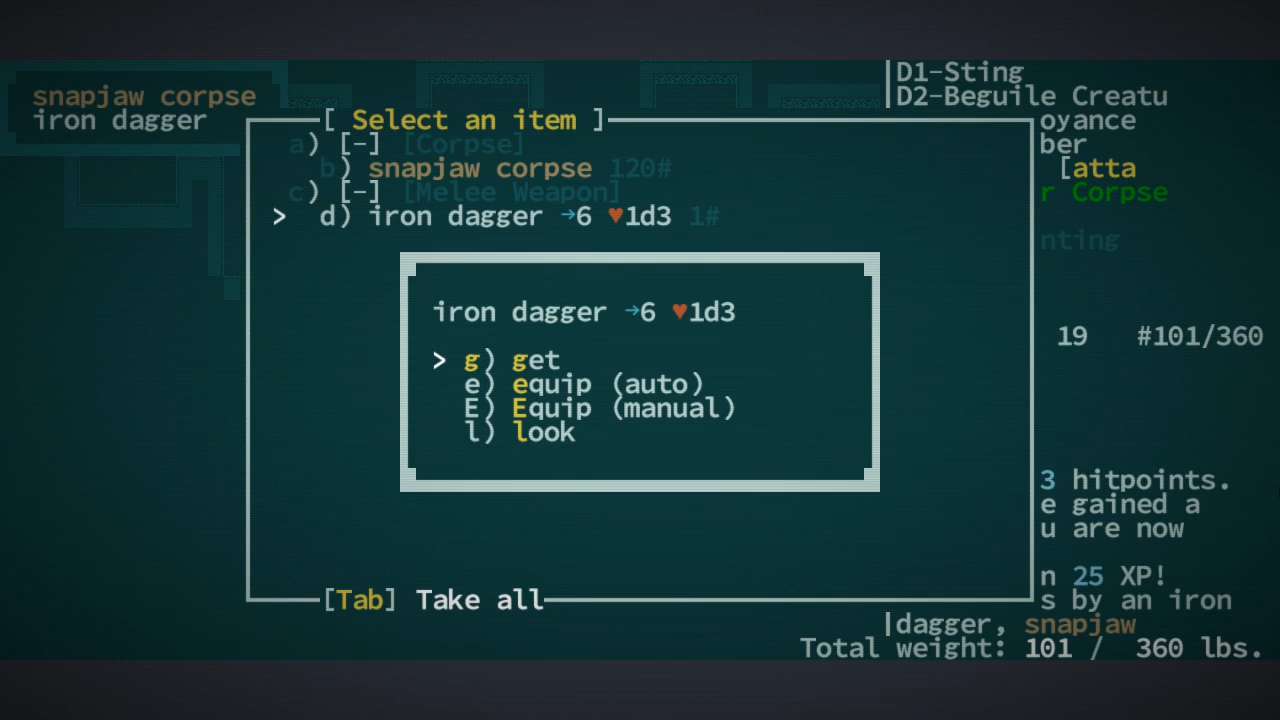 snapjaw corpse
iron dagger
D1-Sting
D2-Beguile Creatu
oyance
ber
[atta
r Corpse
nting
[ Select an item ]
a) [-] [Corpse]
b) snapjaw corpse 120#
c) [-] [Melee Weapon]
> d) iron dagger →6 ♥1d3 1#
iron dagger →6 ♥1d3
> g) get
e) equip (auto)
E) Equip (manual)
l) look
19 #101/360
3 hitpoints.
e gained a
u are now
n 25 XP!
s by an iron
dagger, snapjaw
[Tab] Take all
Total weight: 101 / 360 lbs.